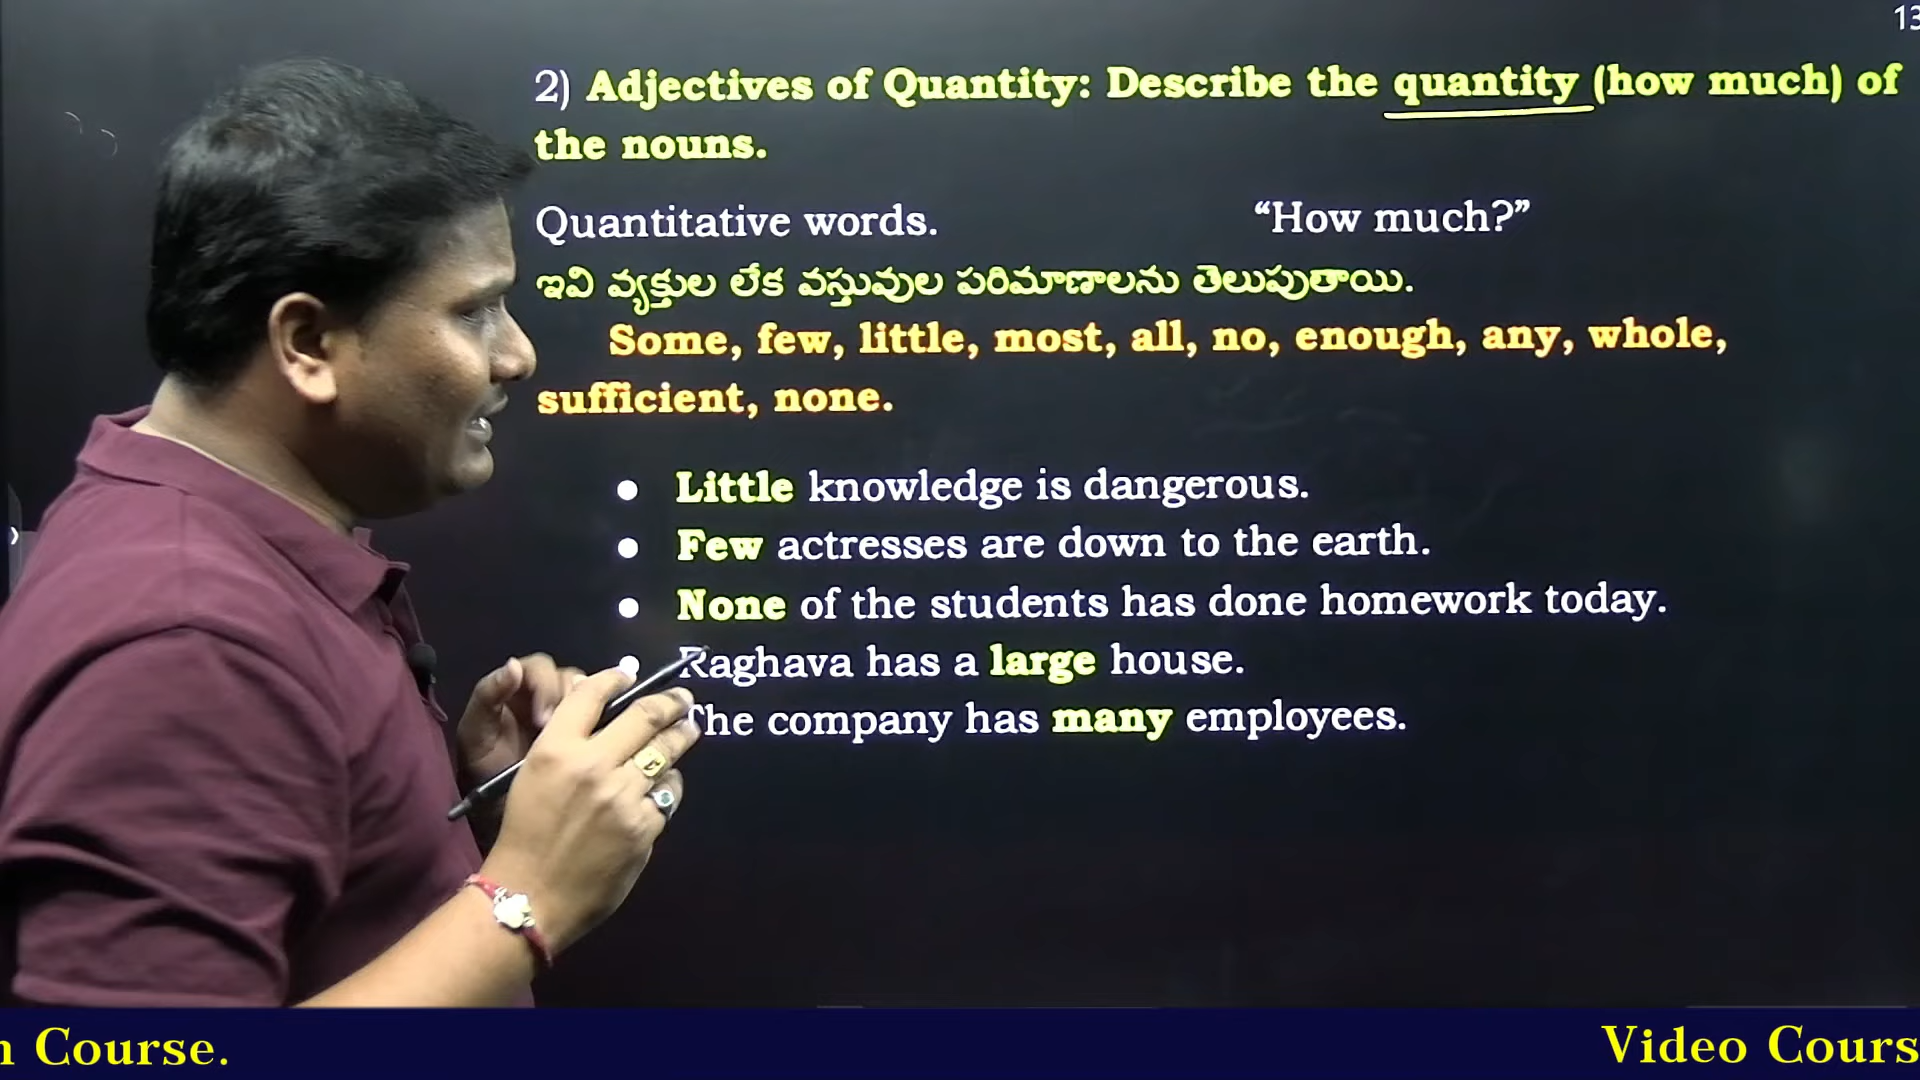 13
2) Adjectives of Quantity: Describe the quantity (how much) of
the nouns.
Quantitative words. “How much?”
ఇవి వ్యక్తుల లేక వస్తువుల పరిమాణాలను తెలుపుతాయి.
Some, few, little, most, all, no, enough, any, whole,
sufficient, none.
● Little knowledge is dangerous.
● Few actresses are down to the earth.
● None of the students has done homework today.
● Raghava has a large house.
The company has many employees.
Course.
Video